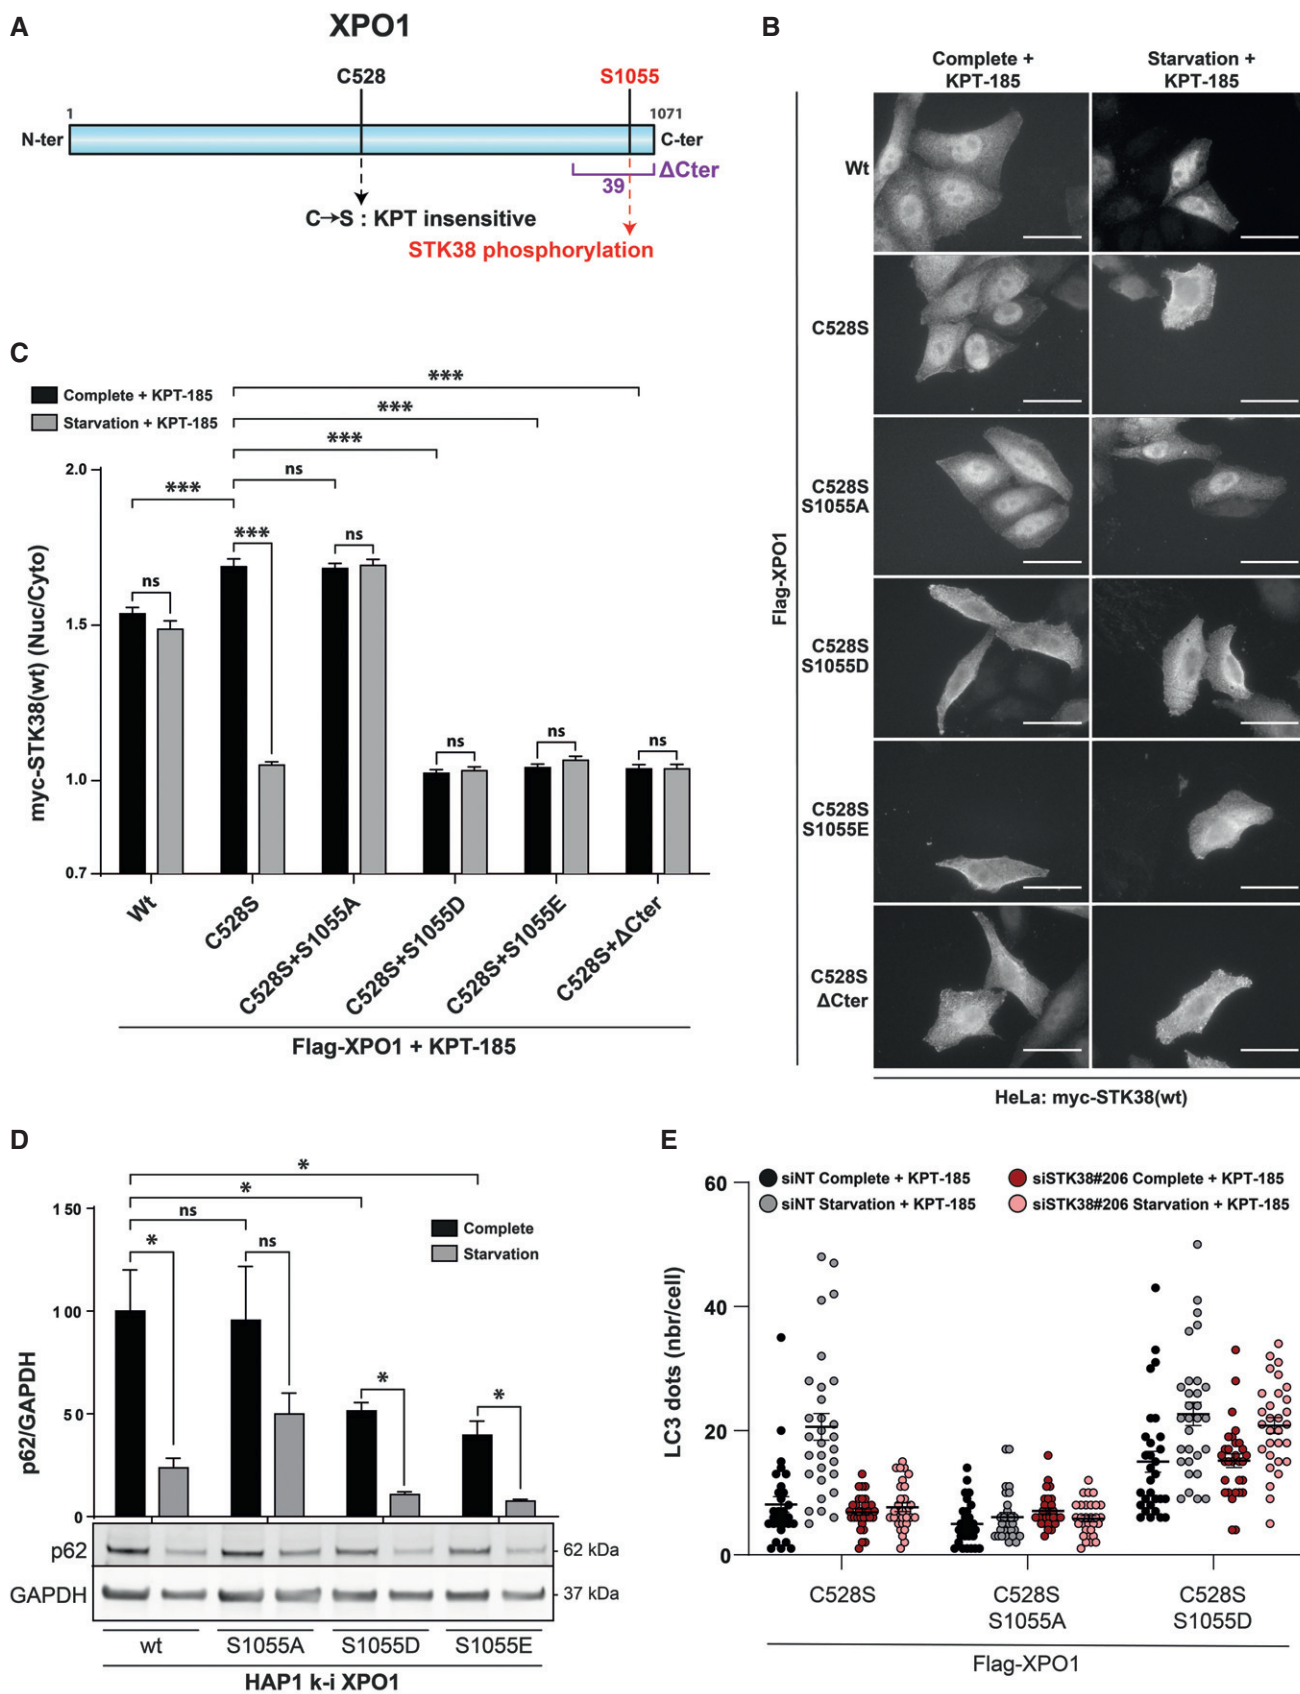 A
XPO1
C528
S1055
1
1071
N-ter
C-ter
ΔCter
39
C→S : KPT insensitive
STK38 phosphorylation
B
Complete +
KPT-185
Starvation +
KPT-185
Flag-XPO1
Wt
C528S
C528S
S1055A
C528S
S1055D
C528S
S1055E
C528S
ΔCter
HeLa: myc-STK38(wt)
C
Complete + KPT-185
Starvation + KPT-185
***
***
***
ns
***
***
ns
ns
ns
ns
ns
myc-STK38(wt) (Nuc/Cyto)
2.0
1.5
1.0
0.7
Wt
C528S
C528S+S1055A
C528S+S1055D
C528S+S1055E
C528S+ΔCter
Flag-XPO1 + KPT-185
D
*
*
ns
*
ns
*
*
Complete
Starvation
p62/GAPDH
150
100
50
0
p62
62 kDa
GAPDH
37 kDa
wt
S1055A
S1055D
S1055E
HAP1 k-i XPO1
E
siNT Complete + KPT-185
siNT Starvation + KPT-185
siSTK38#206 Complete + KPT-185
siSTK38#206 Starvation + KPT-185
LC3 dots (nbr/cell)
60
40
20
0
C528S
C528S
S1055A
C528S
S1055D
Flag-XPO1